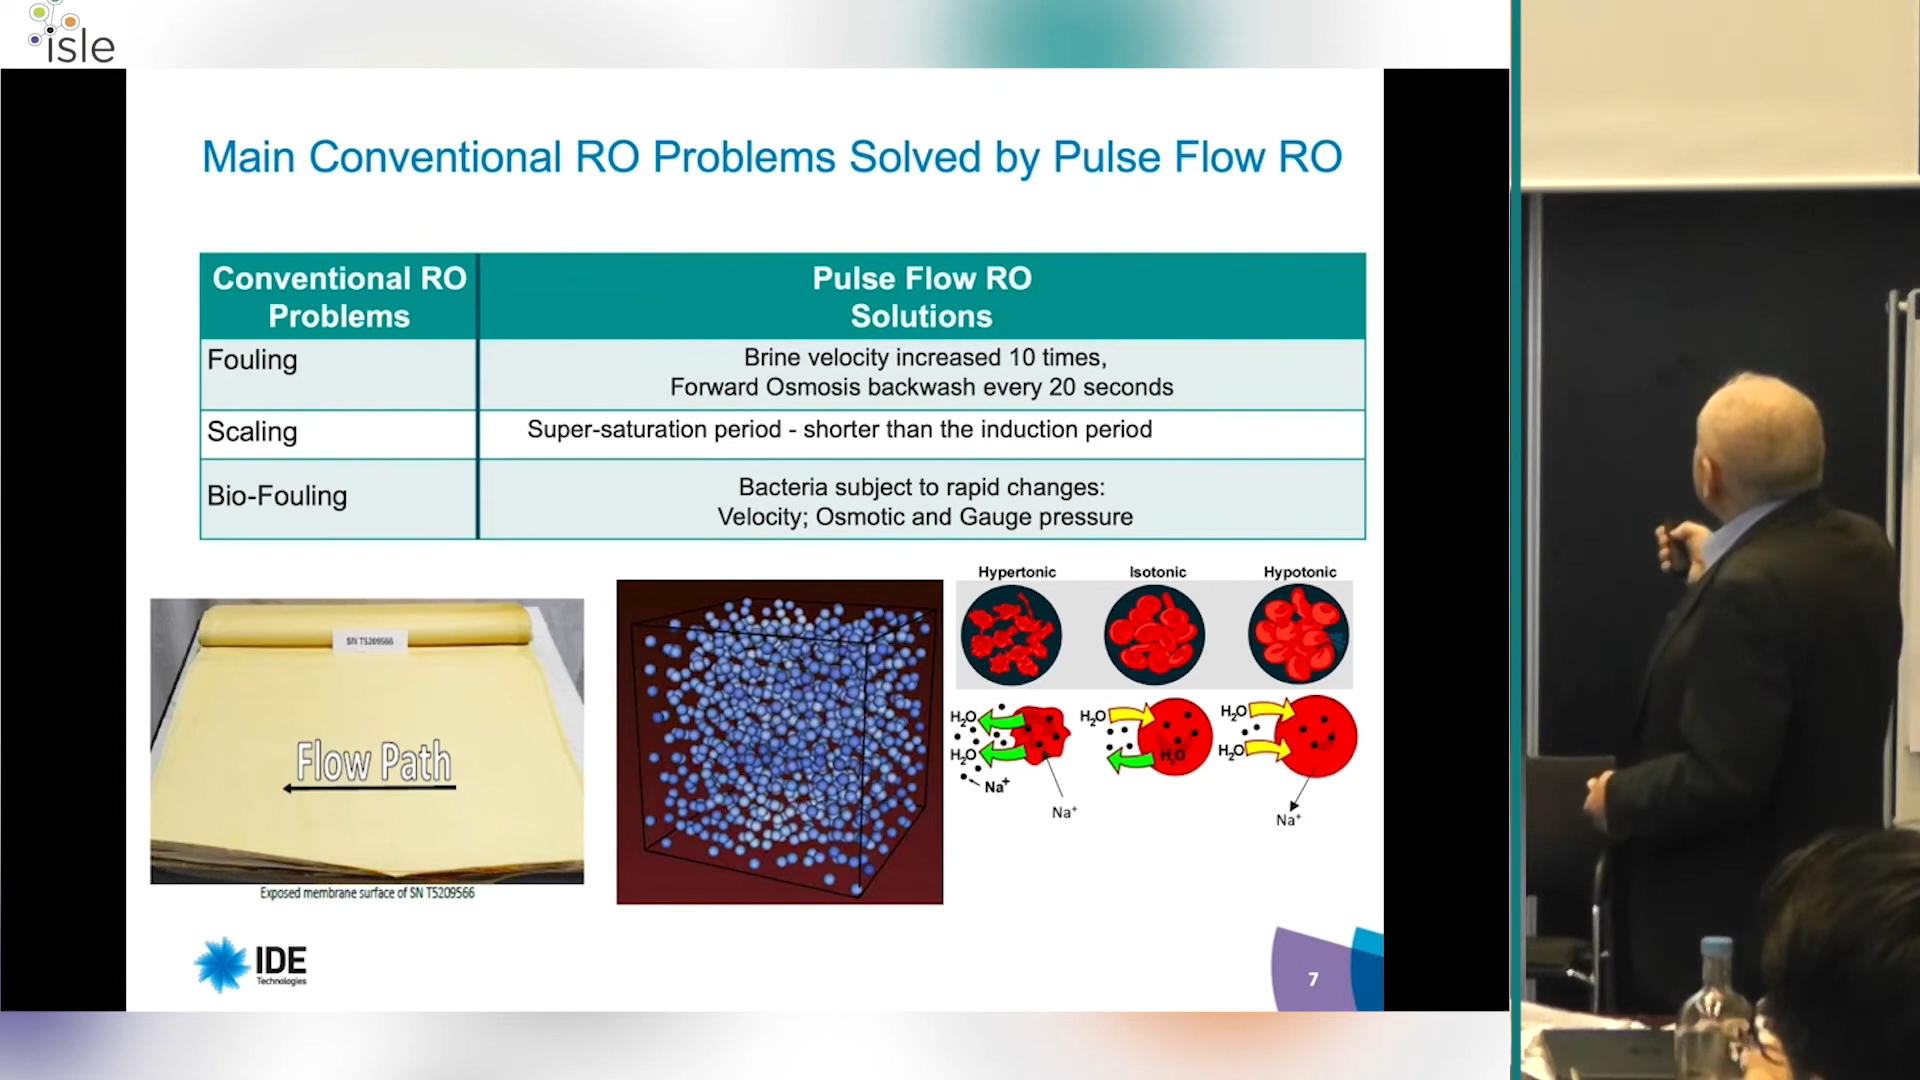 isle
Main Conventional RO Problems Solved by Pulse Flow RO
Conventional RO
Problems
Pulse Flow RO
Solutions
Fouling
Brine velocity increased 10 times,
Forward Osmosis backwash every 20 seconds
Scaling
Super-saturation period - shorter than the induction period
Bio-Fouling
Bacteria subject to rapid changes:
Velocity; Osmotic and Gauge pressure
SN T5209566
Flow Path
Exposed membrane surface of SN T5209566
Hypertonic
Isotonic
Hypotonic
H₂O
H₂O
Na⁺
Na⁺
H₂O
H₂O
H₂O
H₂O
Na⁺
IDE
Technologies
7